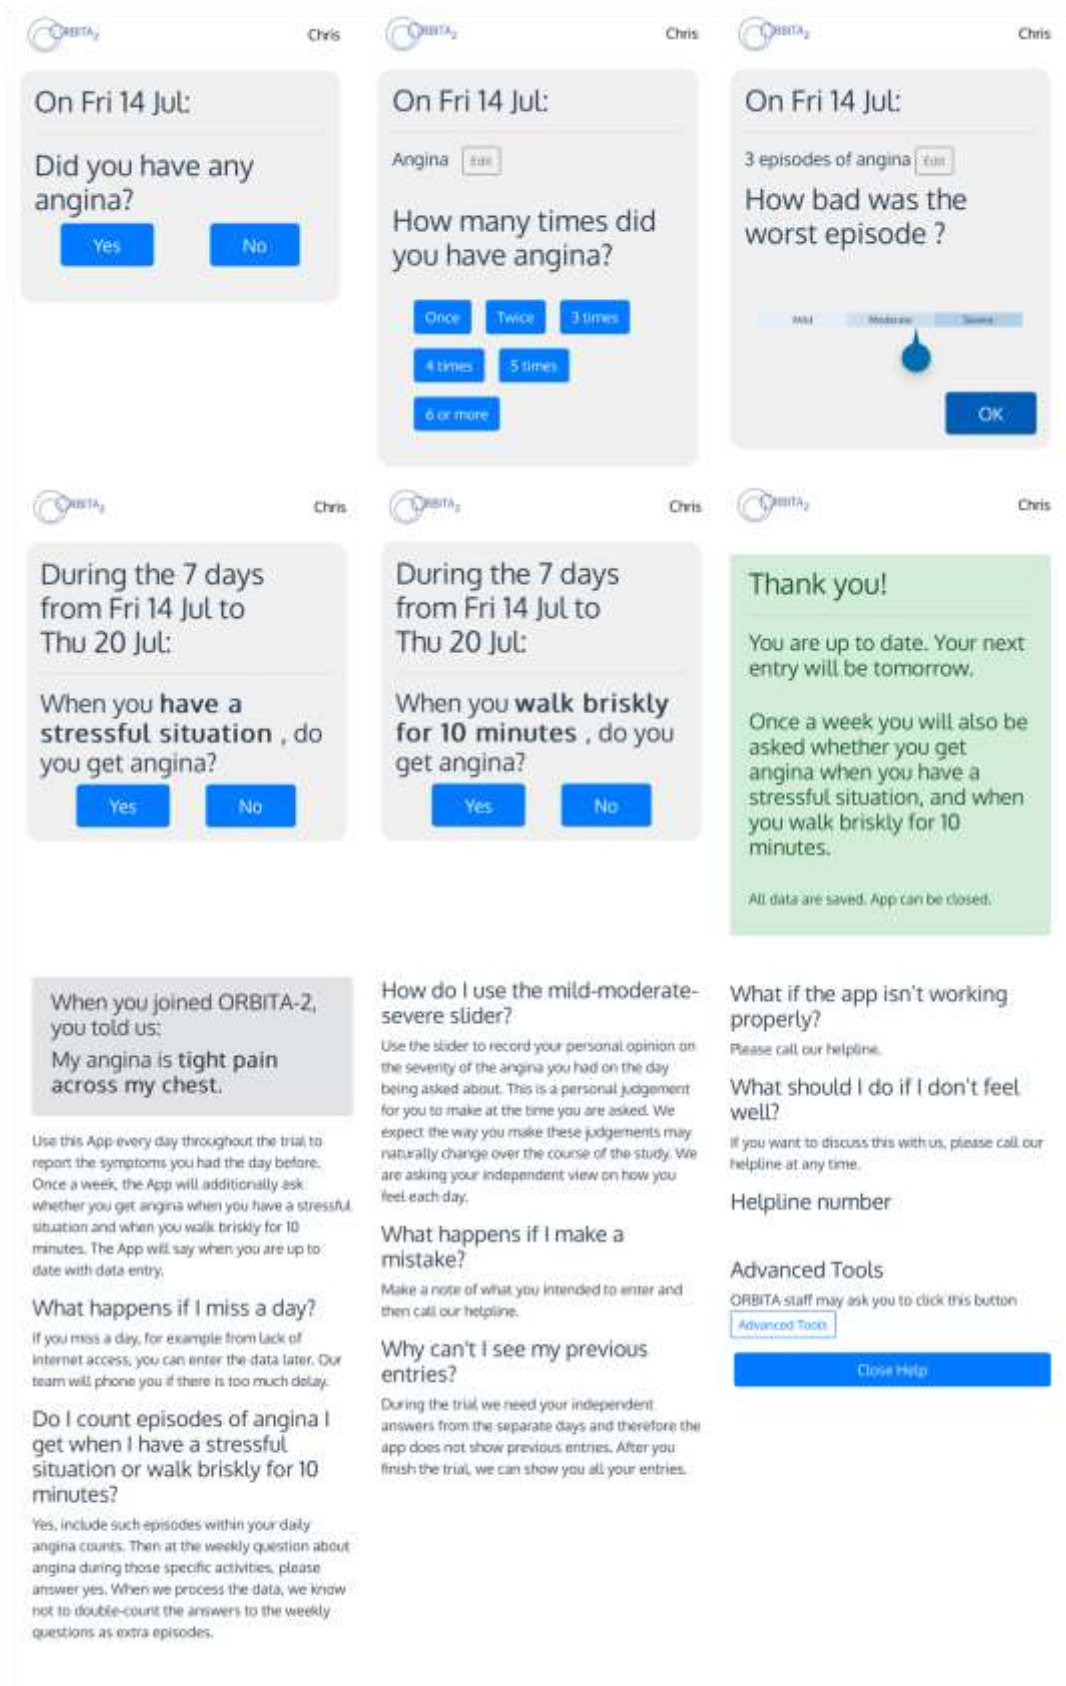 ORBITA2
Chris
On Fri 14 Jul:
Did you have any
angina?
Yes
No
ORBITA2
Chris
On Fri 14 Jul:
Angina
Edit
How many times did
you have angina?
Once
Twice
3 times
4 times
5 times
6 or more
ORBITA2
Chris
On Fri 14 Jul:
3 episodes of angina
Edit
How bad was the
worst episode ?
Mild
Moderate
Severe
OK
ORBITA2
Chris
During the 7 days
from Fri 14 Jul to
Thu 20 Jul:
When you have a
stressful situation , do
you get angina?
Yes
No
ORBITA2
Chris
During the 7 days
from Fri 14 Jul to
Thu 20 Jul:
When you walk briskly
for 10 minutes , do you
get angina?
Yes
No
ORBITA2
Chris
Thank you!
You are up to date. Your next
entry will be tomorrow.
Once a week you will also be
asked whether you get
angina when you have a
stressful situation, and when
you walk briskly for 10
minutes.
All data are saved. App can be closed.
When you joined ORBITA-2,
you told us:
My angina is tight pain
across my chest.
Use this App every day throughout the trial to
report the symptoms you had the day before.
Once a week, the App will additionally ask
whether you get angina when you have a stressful
situation and when you walk briskly for 10
minutes. The App will say when you are up to
date with data entry.
What happens if I miss a day?
If you miss a day, for example from lack of
Internet access, you can enter the data later. Our
team will phone you if there is too much delay.
Do I count episodes of angina I
get when I have a stressful
situation or walk briskly for 10
minutes?
Yes, include such episodes within your daily
angina counts. Then at the weekly question about
angina during those specific activities, please
answer yes. When we process the data, we know
not to double-count the answers to the weekly
questions as extra episodes.
How do I use the mild-moderate-
severe slider?
Use the slider to record your personal opinion on
the severity of the angina you had on the day
being asked about. This is a personal judgement
for you to make at the time you are asked. We
expect the way you make these judgements may
naturally change over the course of the study. We
are asking your independent view on how you
feel each day.
What happens if I make a
mistake?
Make a note of what you intended to enter and
then call our helpline.
Why can't I see my previous
entries?
During the trial we need your independent
answers from the separate days and therefore the
app does not show previous entries. After you
finish the trial, we can show you all your entries.
What if the app isn't working
properly?
Please call our helpline.
What should I do if I don't feel
well?
If you want to discuss this with us, please call our
helpline at any time.
Helpline number
Advanced Tools
ORBITA staff may ask you to click this button
Advanced Tools
Close Help